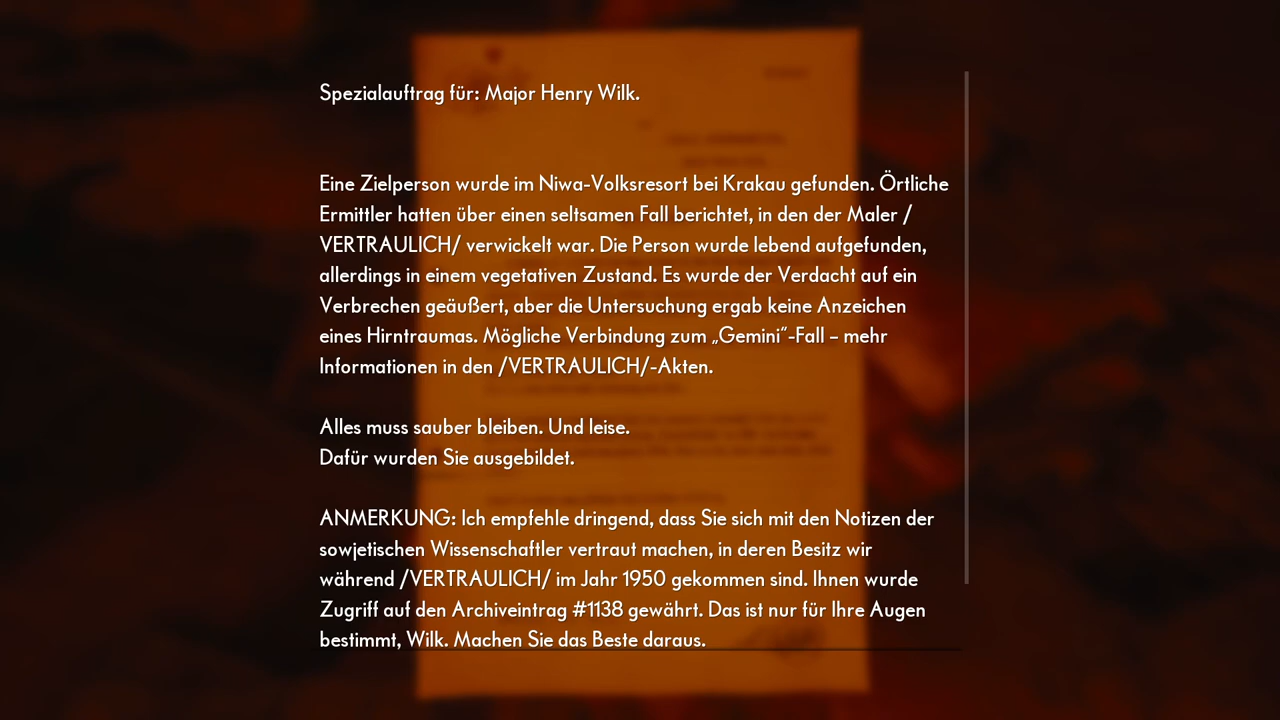 Spezialauftrag für: Major Henry Wilk.
Eine Zielperson wurde im Niwa-Volksresort bei Krakau gefunden. Örtliche
Ermittler hatten über einen seltsamen Fall berichtet, in den der Maler /
VERTRAULICH/ verwickelt war. Die Person wurde lebend aufgefunden,
allerdings in einem vegetativen Zustand. Es wurde der Verdacht auf ein
Verbrechen geäußert, aber die Untersuchung ergab keine Anzeichen
eines Hirntraumas. Mögliche Verbindung zum „Gemini“-Fall – mehr
Informationen in den /VERTRAULICH/-Akten.
Alles muss sauber bleiben. Und leise.
Dafür wurden Sie ausgebildet.
ANMERKUNG: Ich empfehle dringend, dass Sie sich mit den Notizen der
sowjetischen Wissenschaftler vertraut machen, in deren Besitz wir
während /VERTRAULICH/ im Jahr 1950 gekommen sind. Ihnen wurde
Zugriff auf den Archiveintrag #1138 gewährt. Das ist nur für Ihre Augen
bestimmt, Wilk. Machen Sie das Beste daraus.